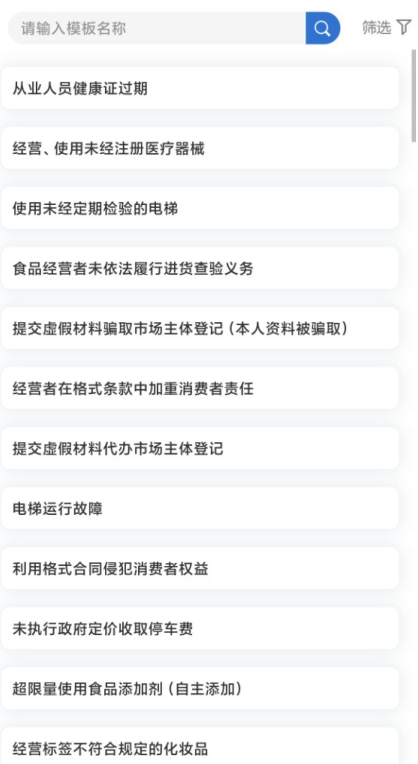 请输入模板名称
筛选
从业人员健康证过期
经营、使用未经注册医疗器械
使用未经定期检验的电梯
食品经营者未依法履行进货查验义务
提交虚假材料骗取市场主体登记（本人资料被骗取）
经营者在格式条款中加重消费者责任
提交虚假材料代办市场主体登记
电梯运行故障
利用格式合同侵犯消费者权益
未执行政府定价收取停车费
超限量使用食品添加剂（自主添加）
经营标签不符合规定的化妆品